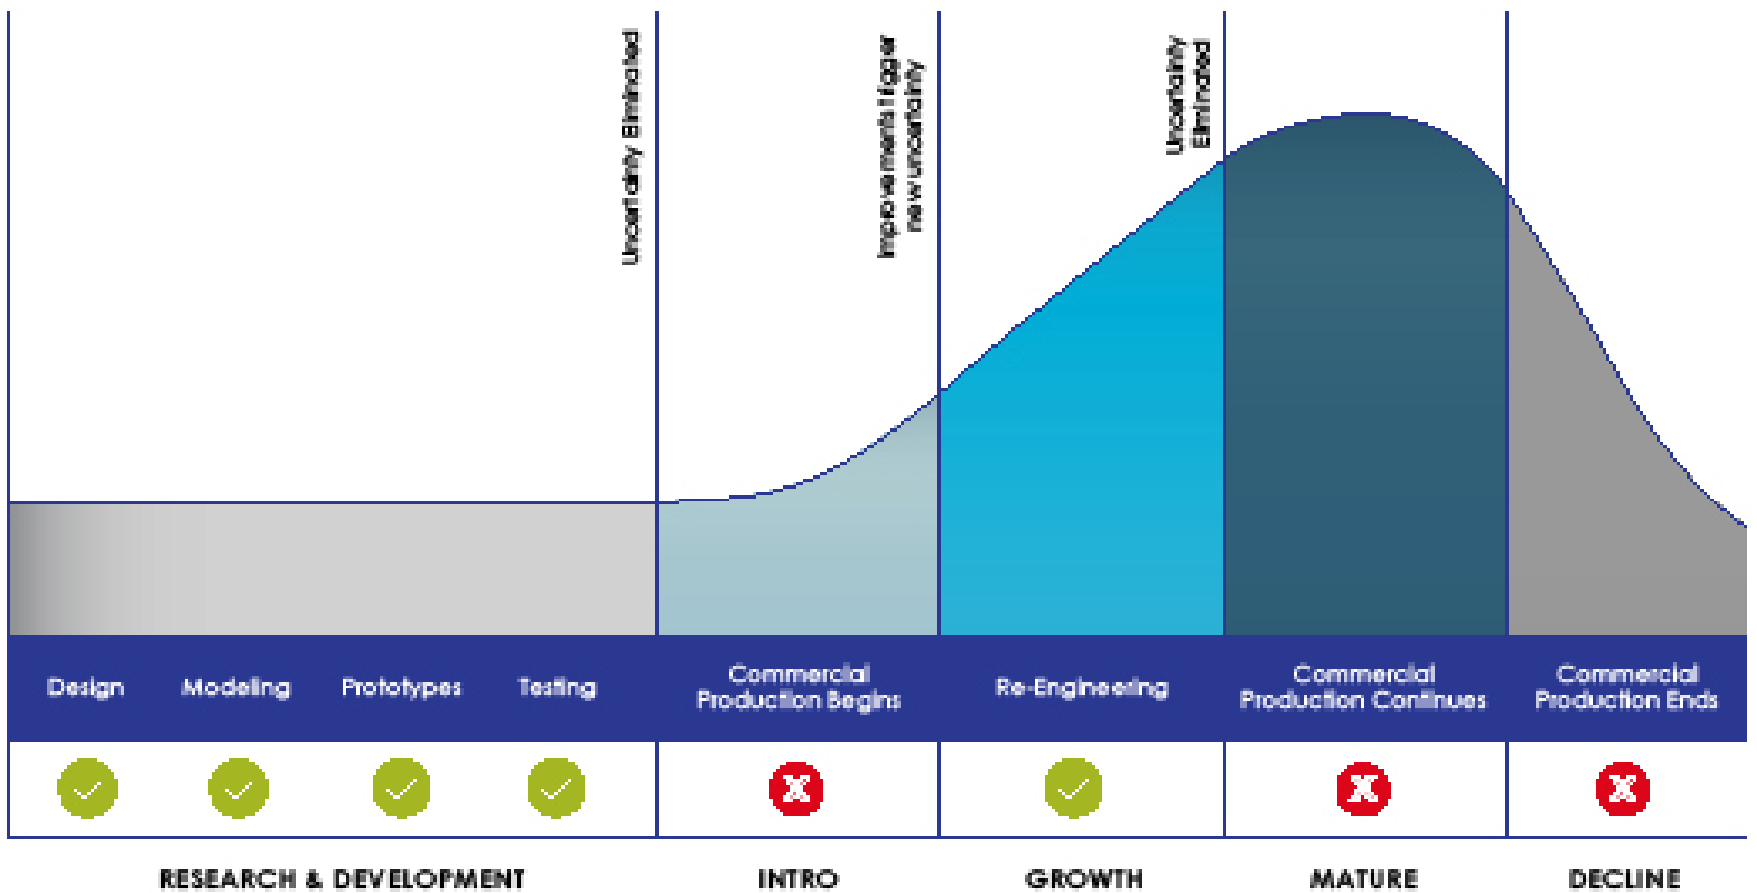 Uncertainty Eliminated
Improvements trigger
new uncertainty
Uncertainty
Eliminated
Design
Modeling
Prototypes
Testing
Commercial
Production Begins
Re-Engineering
Commercial
Production Continues
Commercial
Production Ends
RESEARCH & DEVELOPMENT
INTRO
GROWTH
MATURE
DECLINE